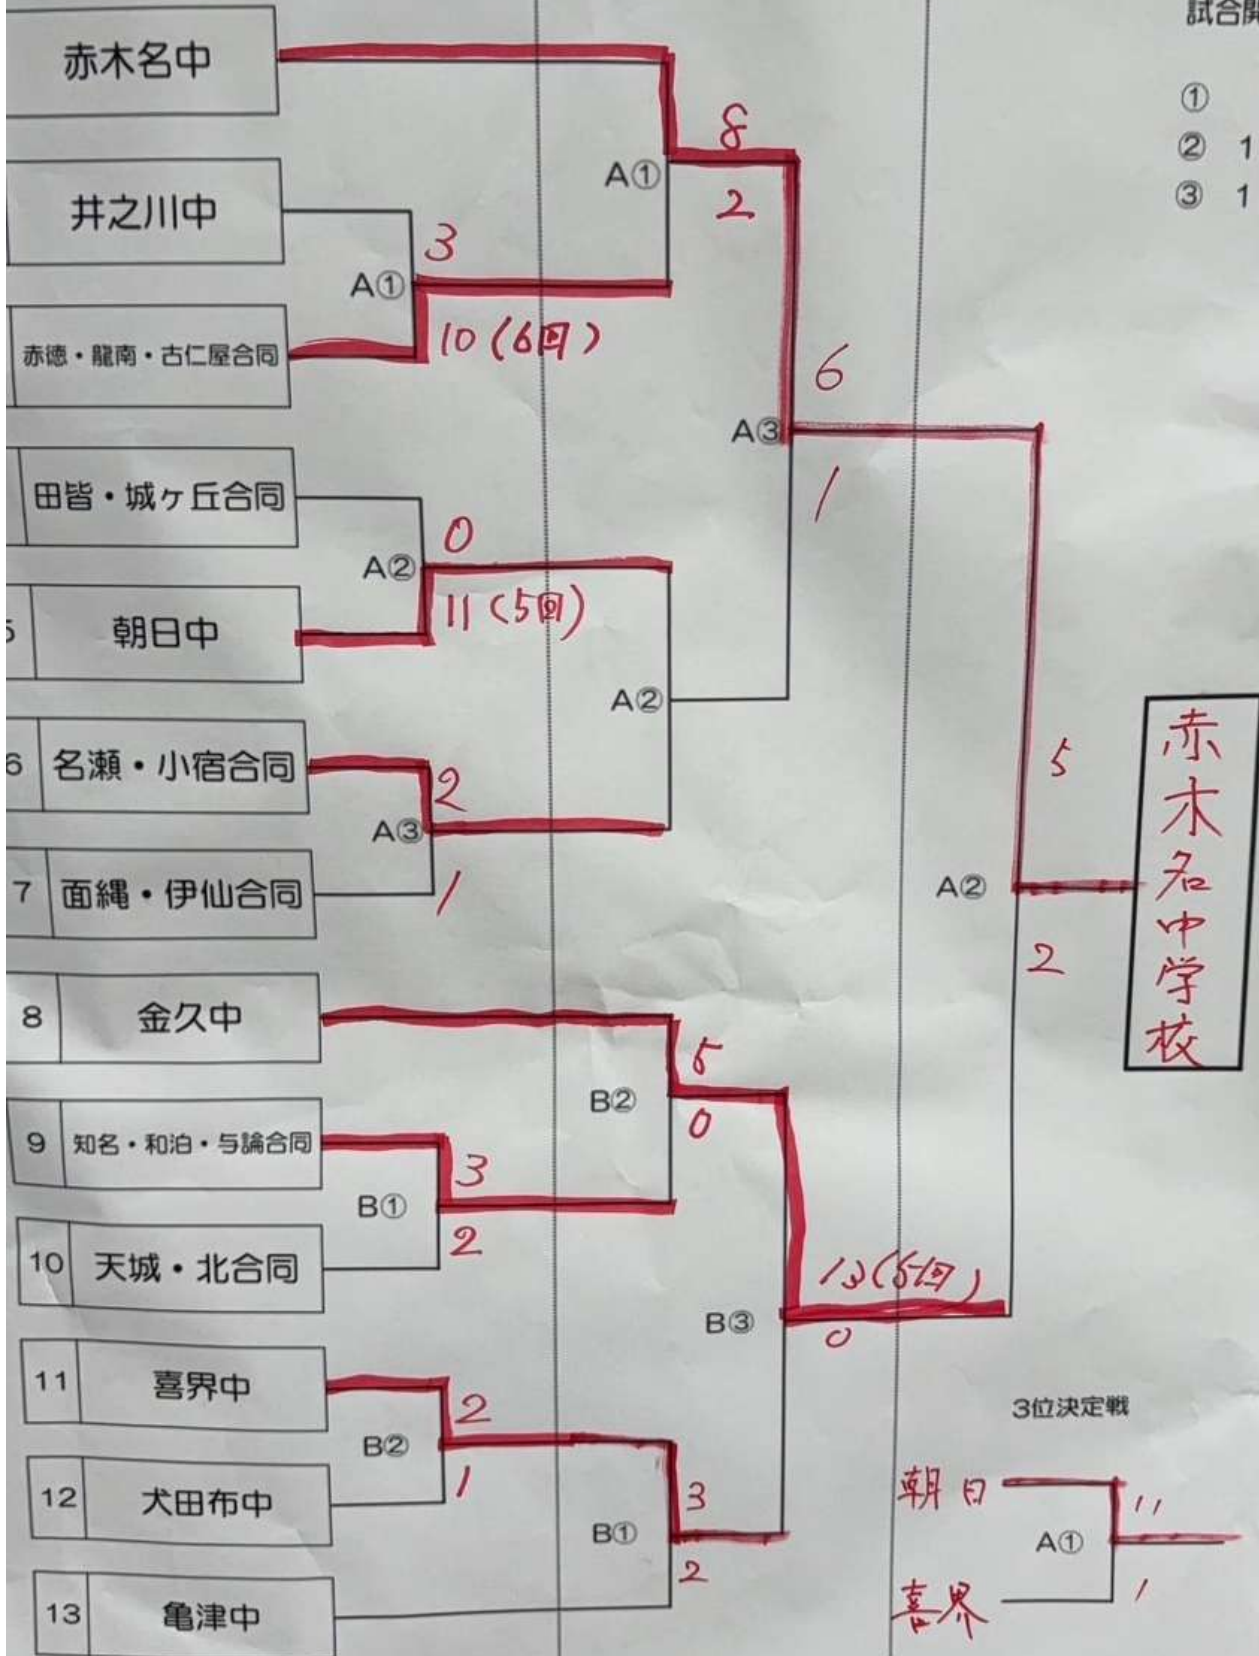 試合開
①
② 1
③ 1
赤木名中
8
A①
2
井之川中
3
A①
赤徳・龍南・古仁屋合同
10(6回)
6
A③
1
田皆・城ヶ丘合同
0
A②
11(5回)
5 朝日中
A②
6 名瀬・小宿合同
2
A③
7 面縄・伊仙合同
1
5
A②
2
赤木名中学校
8 金久中
5
B②
0
9 知名・和泊・与論合同
3
B①
2
10 天城・北合同
13(5回)
B③
0
11 喜界中
2
B②
1
12 犬田布中
3
B①
2
13 亀津中
3位決定戦
朝日
11
A①
喜界
1